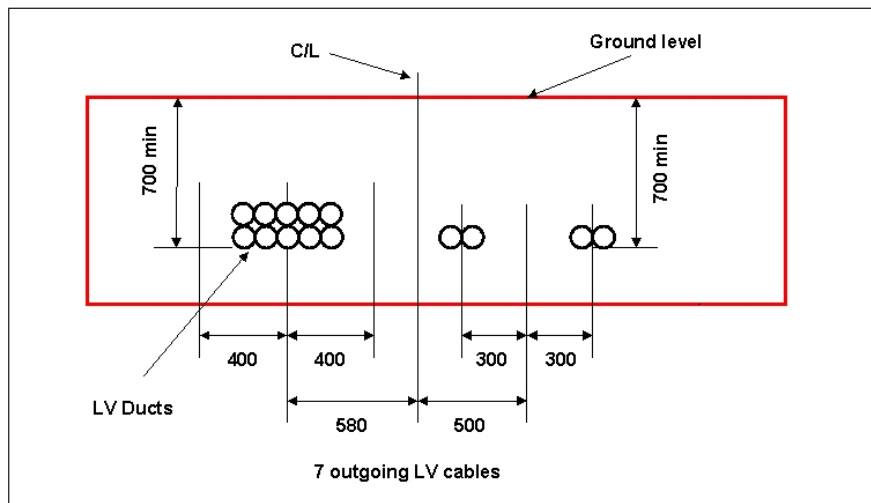 C/L
Ground level
700 min
700 min
400
400
300
300
LV Ducts
580
500
7 outgoing LV cables